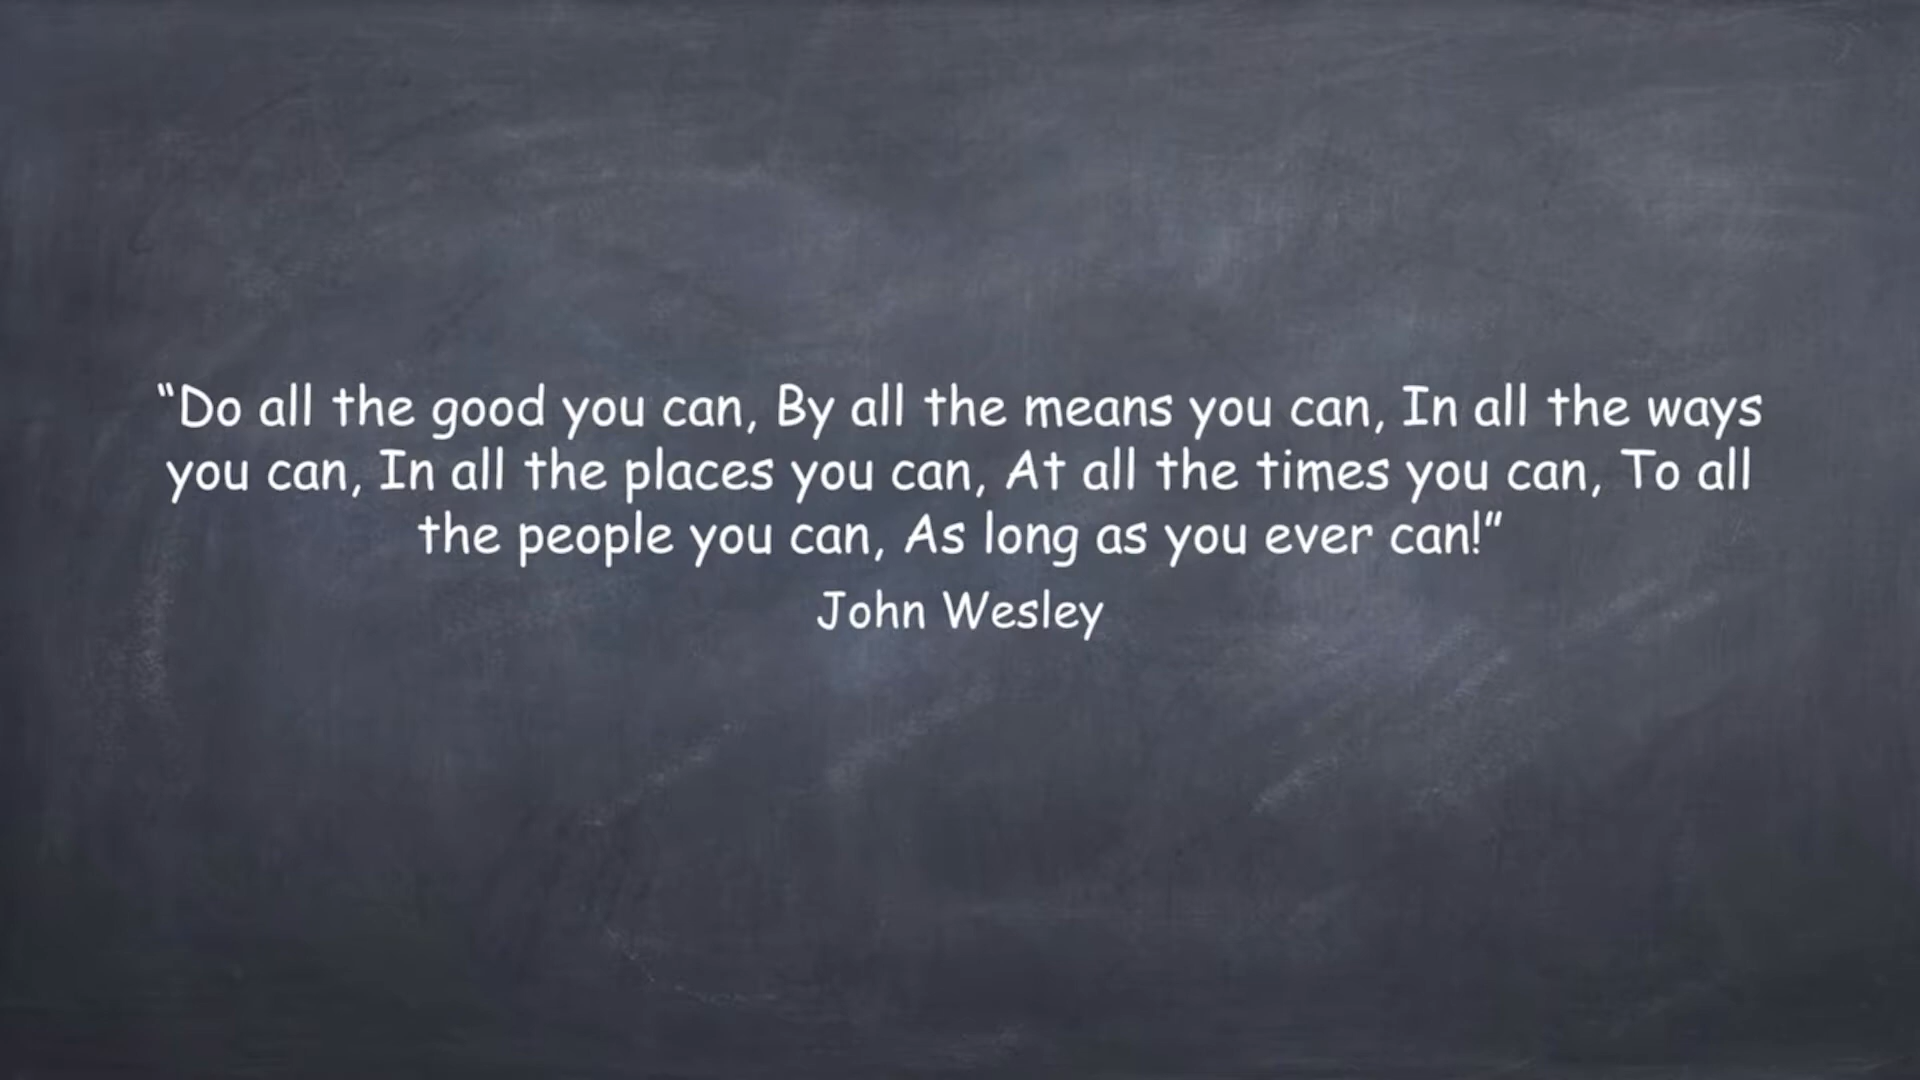 “Do all the good you can, By all the means you can, In all the ways
you can, In all the places you can, At all the times you can, To all
the people you can, As long as you ever can!”
John Wesley